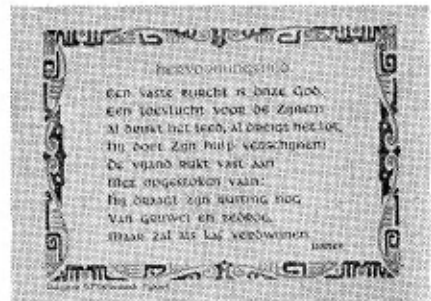 hervormingslied
Een vaste burcht is onze God,
Een toevlucht voor de Zijnen!
Al drukt het leed, al dreigt het lot,
Hij doet Zijn hulp verschijnen!
De vijand rukt vast aan
Met opgestoken vaan;
Hij draagt zijn rusting nog
Van gruwel en bedrog,
Maar zal als kaf verdwijnen
Luther